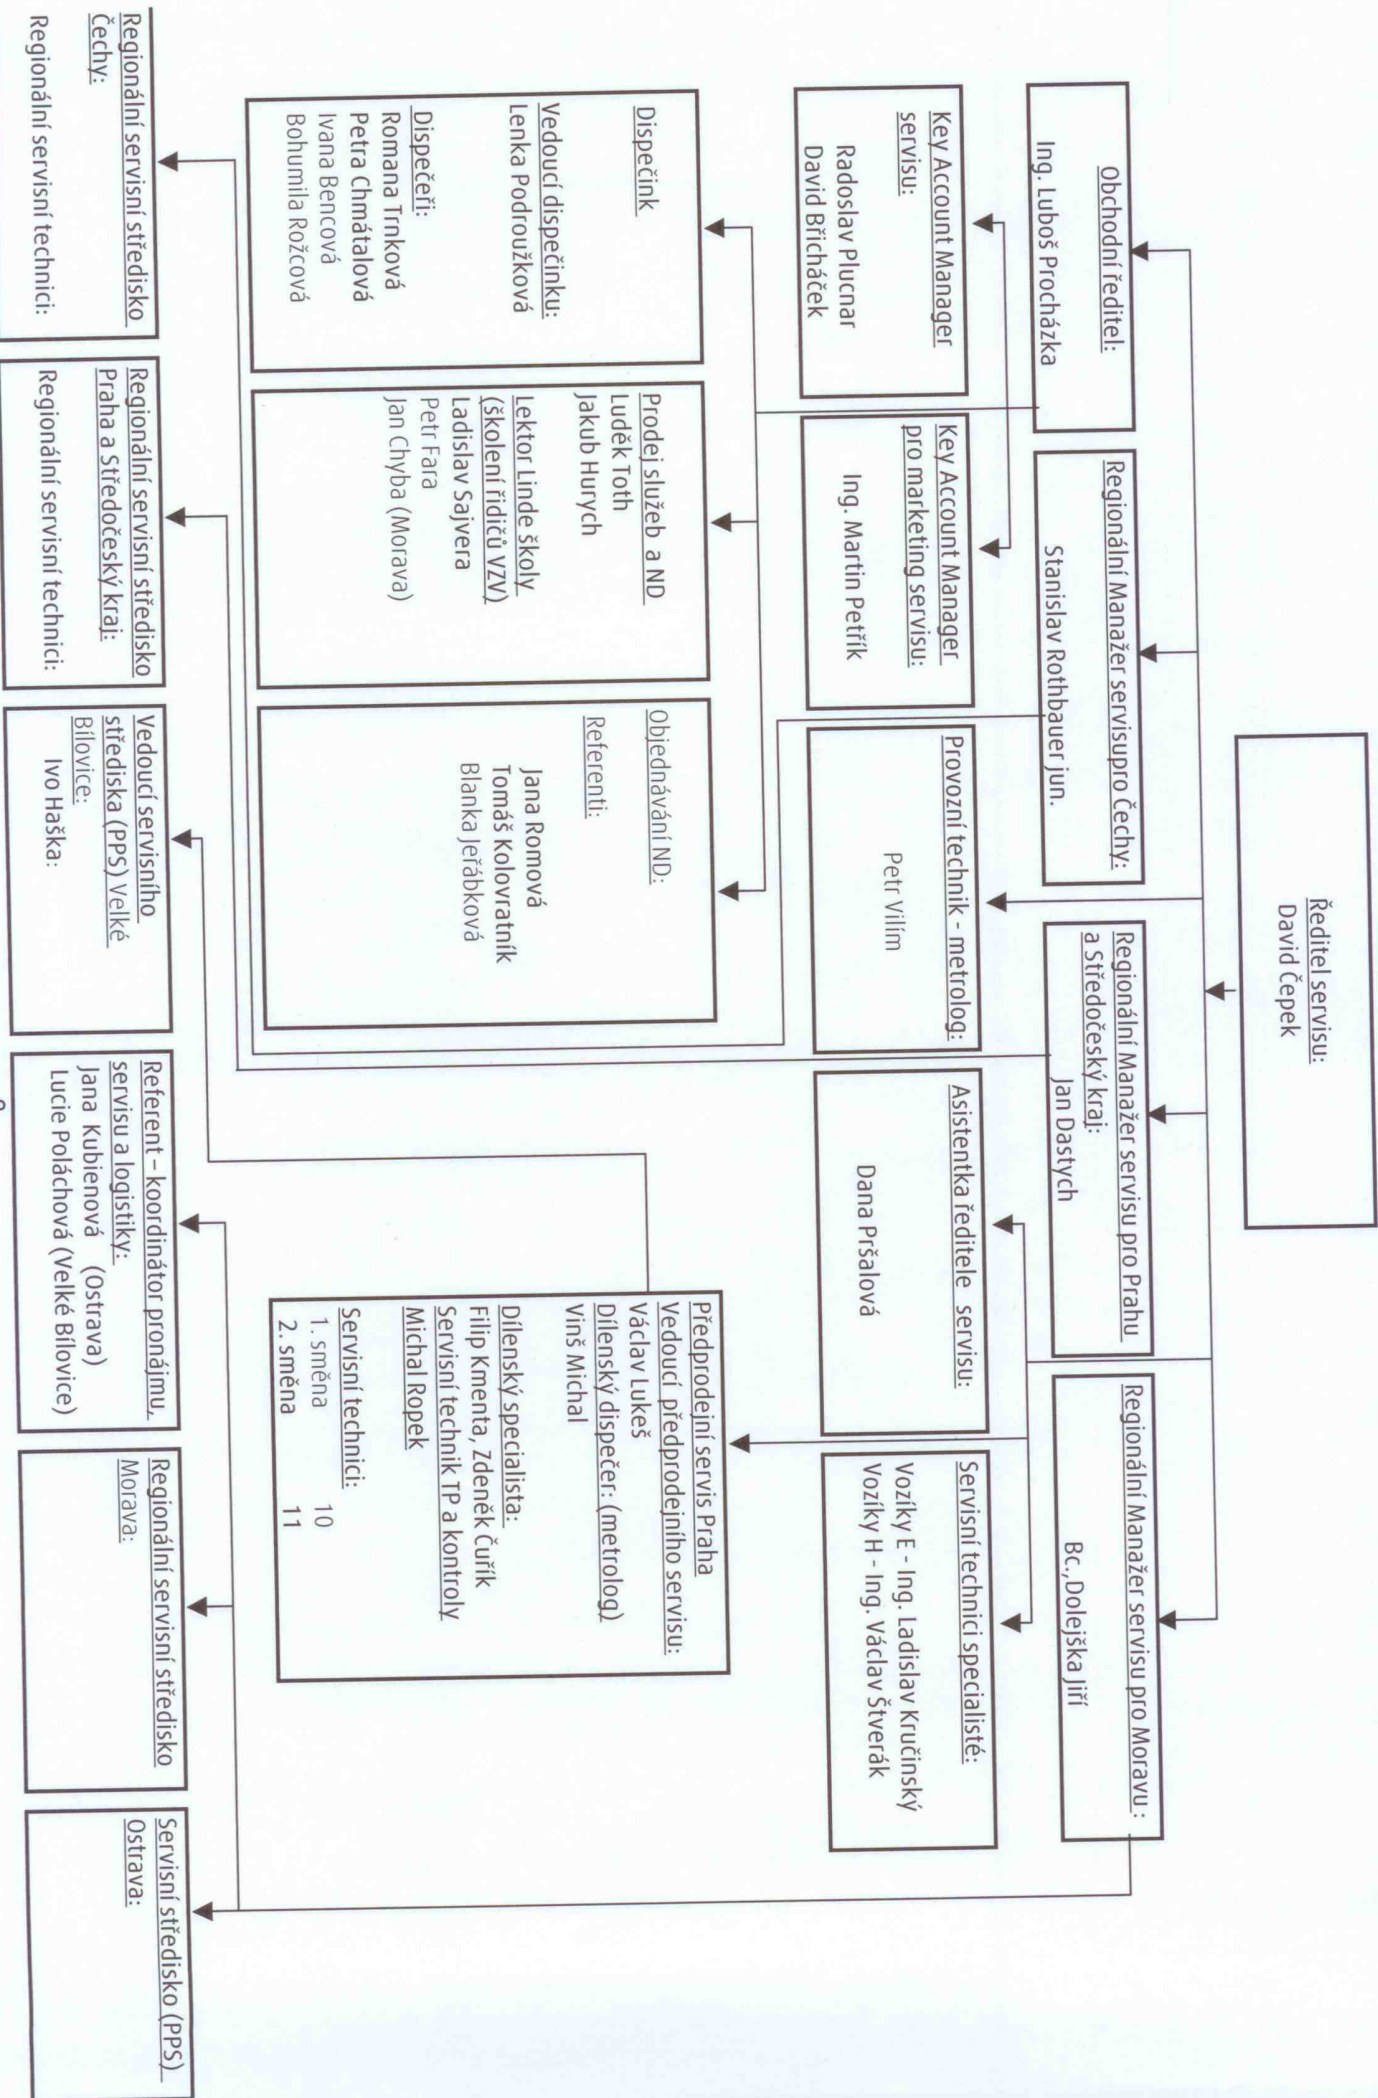 Ředitel servisu:
David Čepek
Obchodní ředitel:
Ing. Luboš Procházka
Regionální Manažer servisupro Čechy:
Stanislav Rothbauer jun.
Regionální Manažer servisu pro Prahu
a Středočeský kraj:
Jan Dastych
Regionální Manažer servisu pro Moravu :
Bc.,Dolejška Jiří
Key Account Manager
servisu:
Radoslav Plucnar
David Břicháček
Key Account Manager
pro marketing servisu:
Ing. Martin Petřík
Provozní technik - metrolog:
Petr Vilím
Asistentka ředitele servisu:
Dana Pršalová
Servisní technici specialisté:
Vozíky E - Ing. Ladislav Kručinský
Vozíky H - Ing. Václav Štverák
Dispečink
Vedoucí dispečinku:
Lenka Podroužková
Dispečeři:
Romana Trnková
Petra Chmátalová
Ivana Bencová
Bohumila Rožcová
Prodej služeb a ND
Luděk Toth
Jakub Hurych
Lektor Linde školy
(školení řidičů VZV)
Ladislav Sajvera
Petr Fara
Jan Chyba (Morava)
Objednávání ND:
Referenti:
Jana Romová
Tomáš Kolovratník
Blanka Jeřábková
Předprodejní servis Praha
Vedoucí předprodejního servisu:
Václav Lukeš
Dílenský dispečer: (metrolog)
Vinš Michal
Dílenský specialista:
Filip Kmenta, Zdeněk Čuřík
Servisní technik TP a kontroly
Michal Ropek
Servisní technici:
1. směna 10
2. směna 11
Regionální servisní středisko
Čechy:
Regionální servisní technici:
Regionální servisní středisko
Praha a Středočeský kraj:
Regionální servisní technici:
Vedoucí servisního
střediska (PPS) Velké
Bílovice:
Ivo Haška:
Referent – koordinátor pronájmu,
servisu a logistiky:
Jana Kubienová (Ostrava)
Lucie Poláchová (Velké Bílovice)
Regionální servisní středisko
Morava:
Servisní středisko (PPS)
Ostrava: